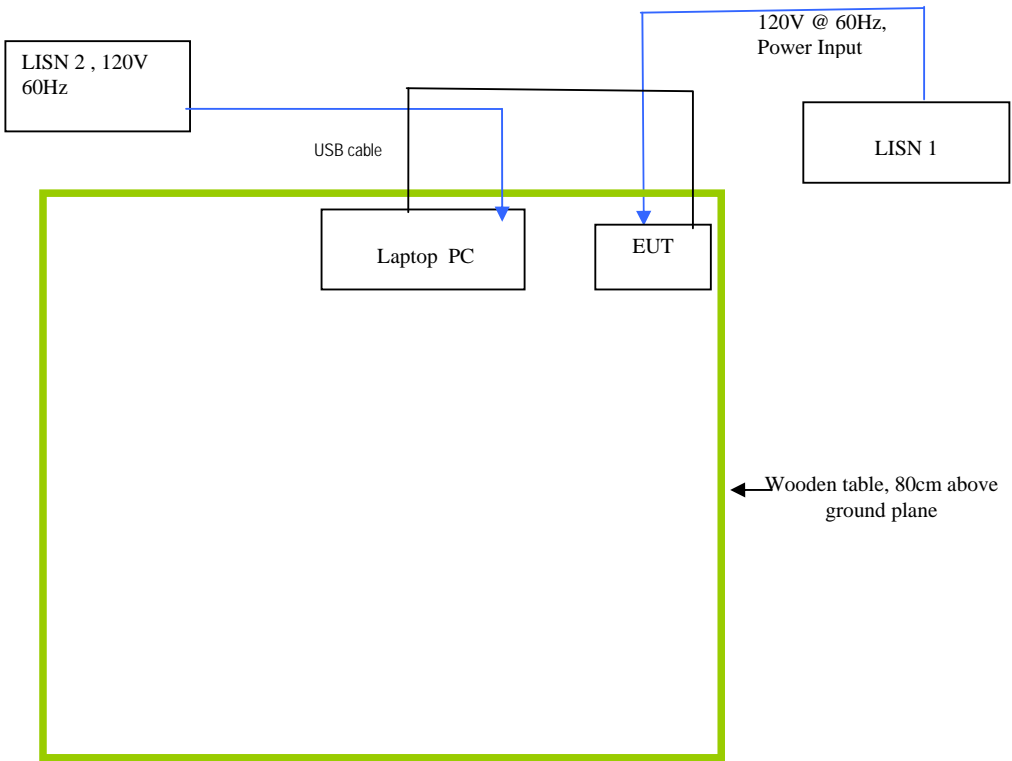 120V @ 60Hz,
Power Input
LISN 2 , 120V
60Hz
LISN 1
USB cable
Laptop PC
EUT
Wooden table, 80cm above
ground plane